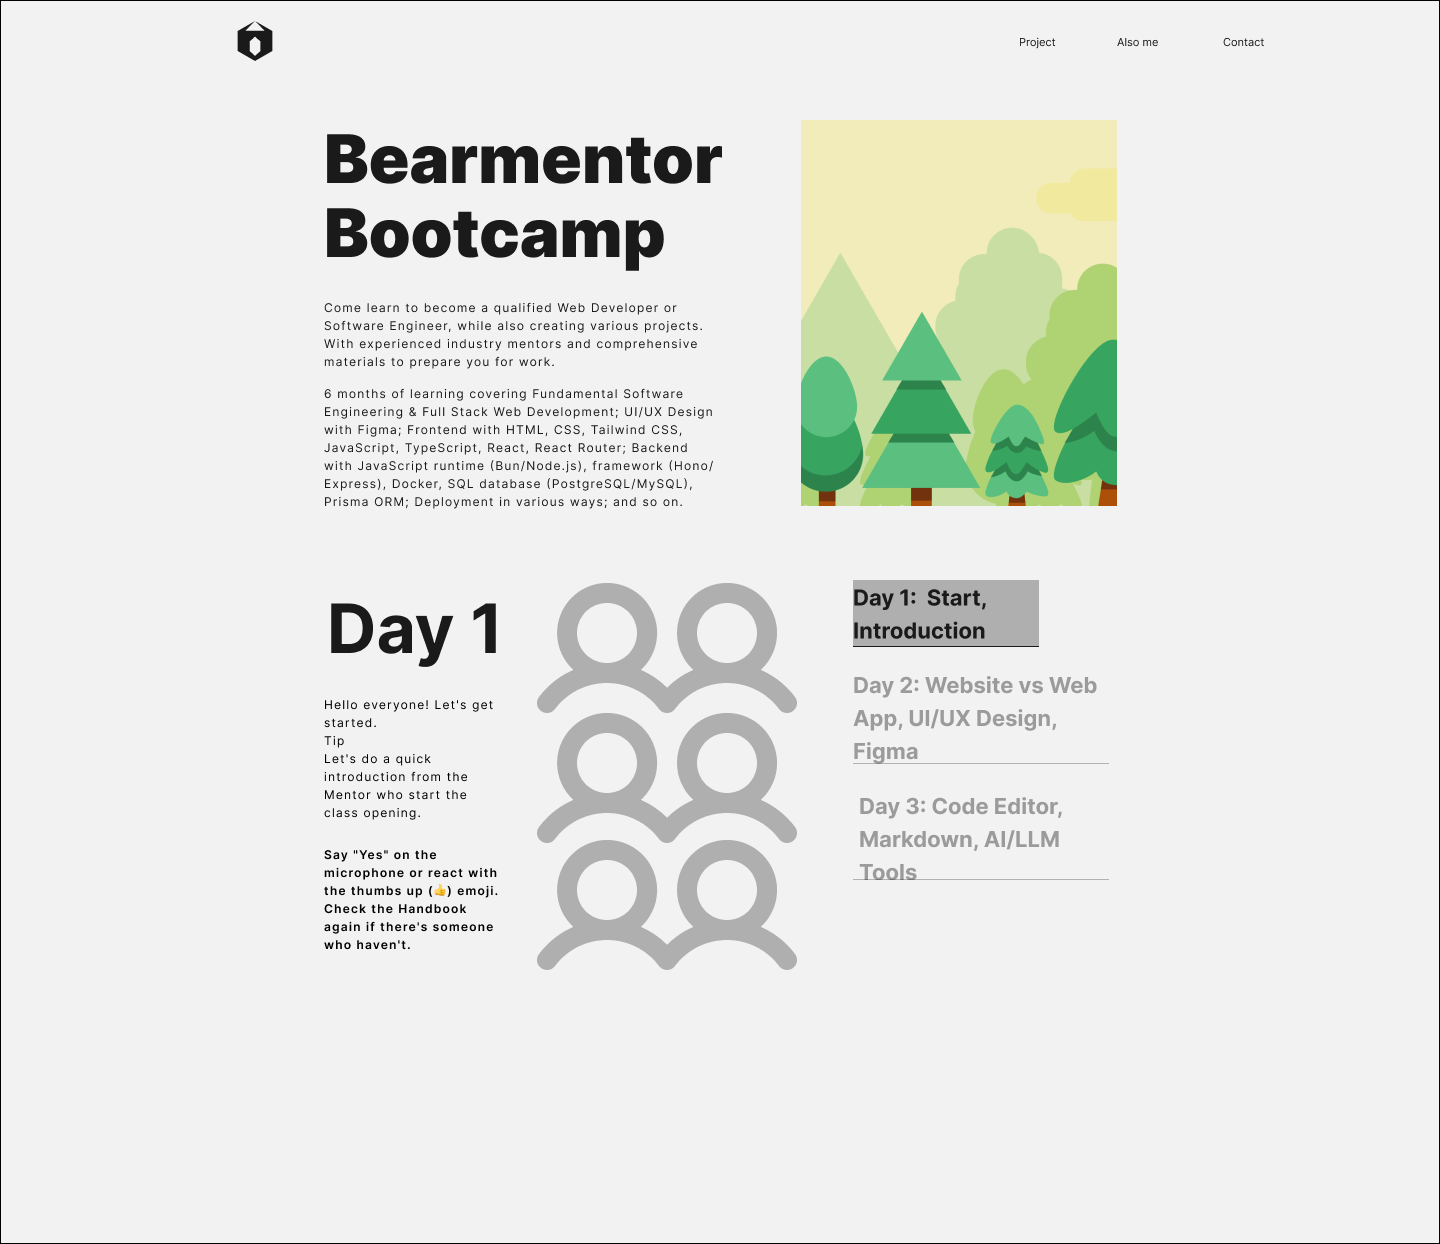 Project
Also me
Contact
Bearmentor
Bootcamp
Come learn to become a qualified Web Developer or
Software Engineer, while also creating various projects.
With experienced industry mentors and comprehensive
materials to prepare you for work.
6 months of learning covering Fundamental Software
Engineering & Full Stack Web Development; UI/UX Design
with Figma; Frontend with HTML, CSS, Tailwind CSS,
JavaScript, TypeScript, React, React Router; Backend
with JavaScript runtime (Bun/Node.js), framework (Hono/
Express), Docker, SQL database (PostgreSQL/MySQL),
Prisma ORM; Deployment in various ways; and so on.
Day 1
Hello everyone! Let's get
started.
Tip
Let's do a quick
introduction from the
Mentor who start the
class opening.
Say "Yes" on the
microphone or react with
the thumbs up (👍) emoji.
Check the Handbook
again if there's someone
who haven't.
Day 1:  Start,
Introduction
Day 2: Website vs Web
App, UI/UX Design,
Figma
Day 3: Code Editor,
Markdown, AI/LLM
Tools